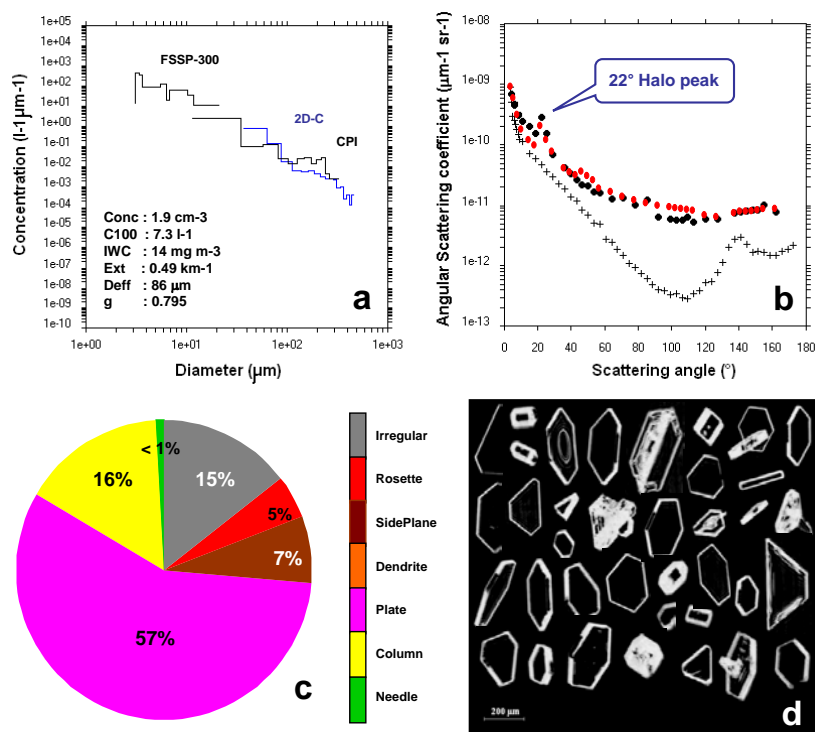 1e+05
1e+04
1e+03
1e+02
1e+01
1e+00
1e-01
1e-02
1e-03
1e-04
1e-05
1e-06
1e-07
1e-08
1e-09
1e-10
Concentration (l-1µm-1)
FSSP-300
2D-C
CPI
Conc : 1.9 cm-3
C100 : 7.3 l-1
IWC : 14 mg m-3
Ext : 0.49 km-1
Deff : 86 µm
g : 0.795
a
1e+00 1e+01 1e+02 1e+03
Diameter (µm)
1e-08
1e-09
1e-10
1e-11
1e-12
1e-13
Angular Scattering coefficient (µm-1 sr-1)
22° Halo peak
b
0 20 40 60 80 100 120 140 160 180
Scattering angle (°)
< 1%
16%
15%
5%
7%
57%
c
Irregular
Rosette
SidePlane
Dendrite
Plate
Column
Needle
200 µm
d